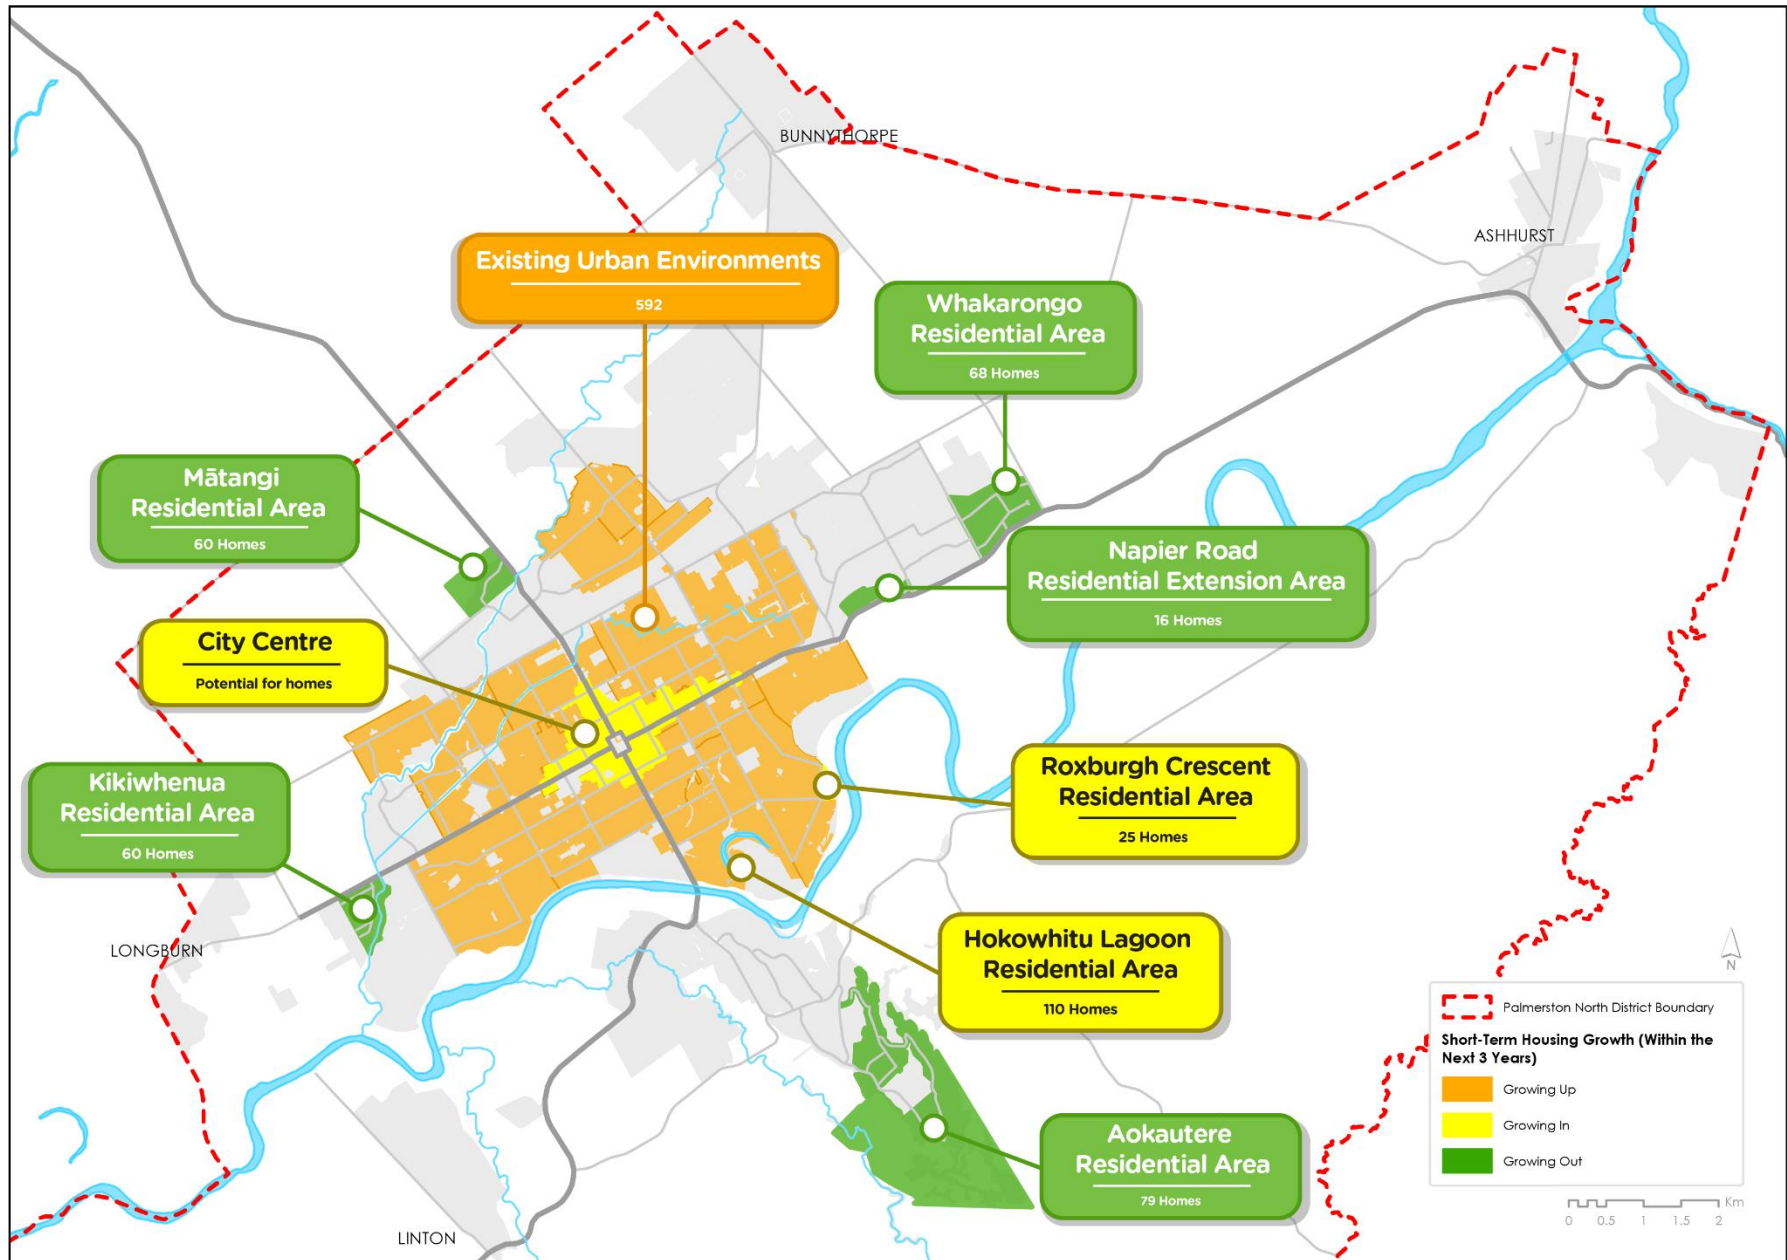 BUNNYTHORPE
ASHHURST
Existing Urban Environments
592
Whakarongo
Residential Area
68 Homes
Mātangi
Residential Area
60 Homes
Napier Road
Residential Extension Area
16 Homes
City Centre
Potential for homes
Kikiwhenua
Residential Area
60 Homes
Roxburgh Crescent
Residential Area
25 Homes
Hokowhitu Lagoon
Residential Area
110 Homes
LONGBURN
Aokautere
Residential Area
79 Homes
LINTON
N
Palmerston North District Boundary
Short-Term Housing Growth (Within the
Next 3 Years)
Growing Up
Growing In
Growing Out
Km
0 0.5 1 1.5 2